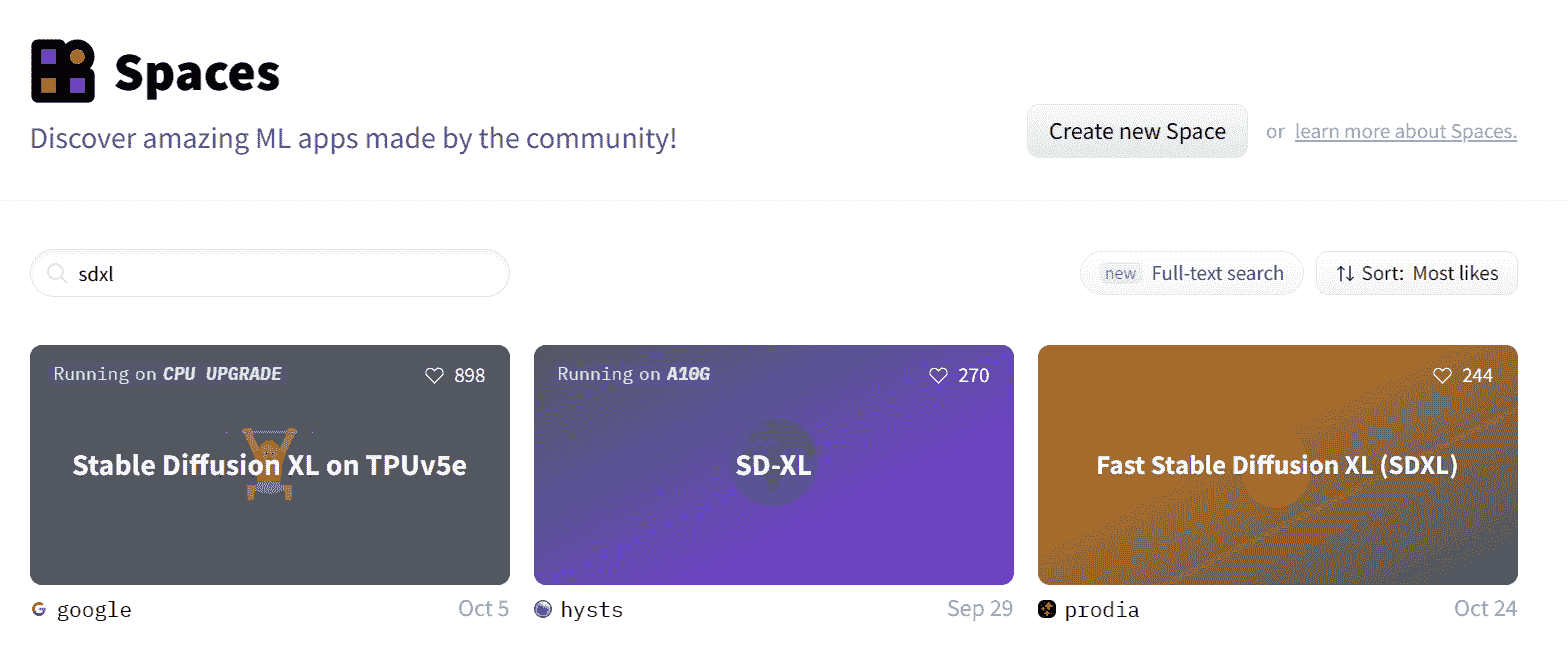 Spaces
Discover amazing ML apps made by the community!
Create new Space or learn more about Spaces.
sdxl
new Full-text search
↑↓ Sort: Most likes
Running on CPU UPGRADE
898
Stable Diffusion XL on TPUv5e
google
Oct 5
Running on A10G
270
SD-XL
hysts
Sep 29
244
Fast Stable Diffusion XL (SDXL)
prodia
Oct 24